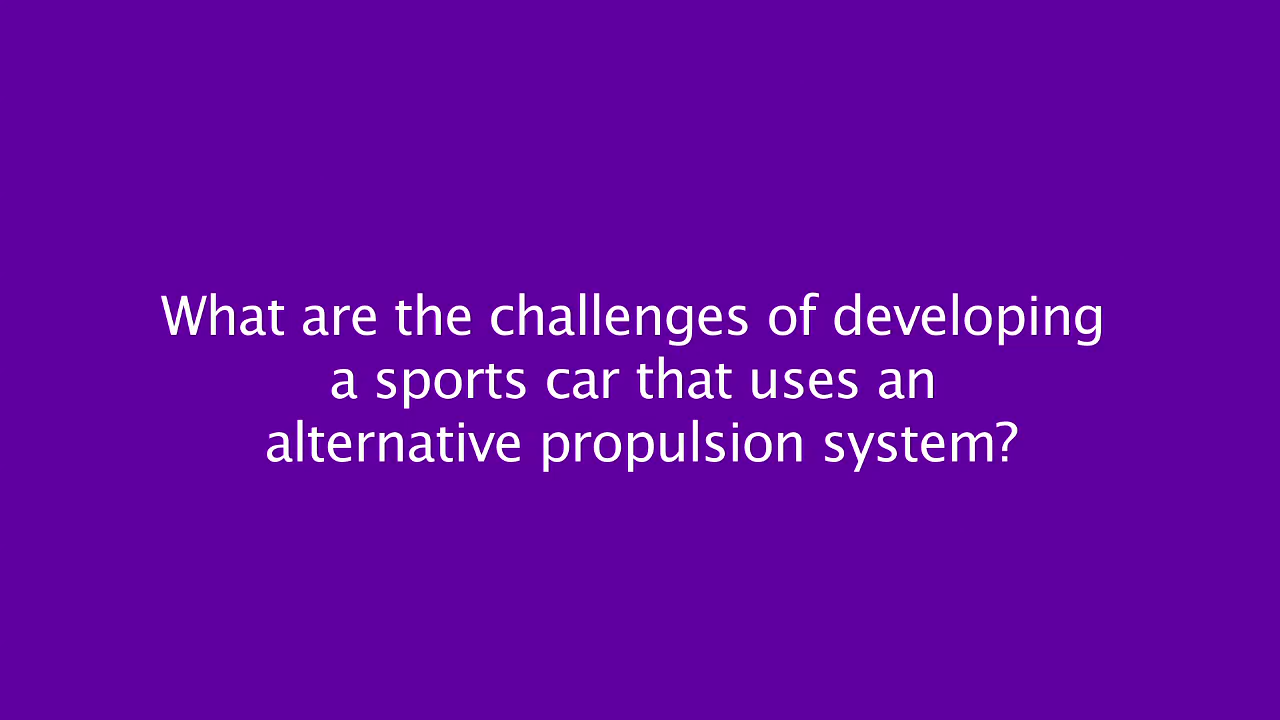 What are the challenges of developing
a sports car that uses an
alternative propulsion system?